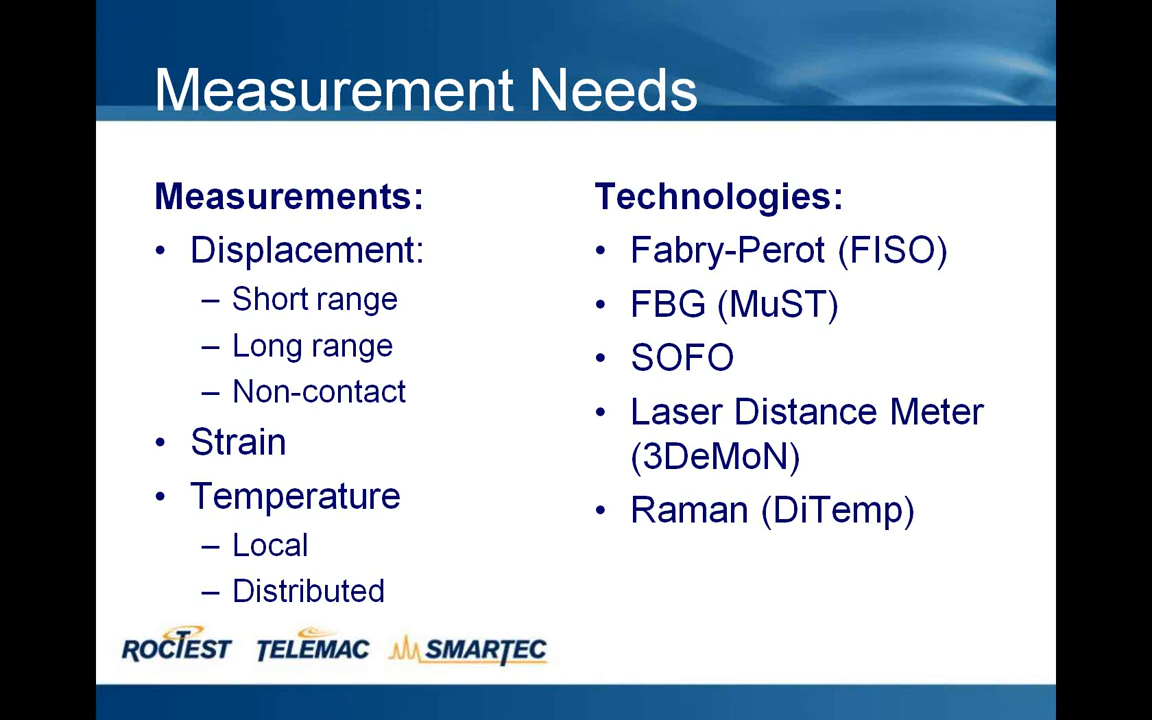 Measurement Needs
Measurements:
• Displacement:
– Short range
– Long range
– Non-contact
• Strain
• Temperature
– Local
– Distributed
Technologies:
• Fabry-Perot (FISO)
• FBG (MuST)
• SOFO
• Laser Distance Meter
(3DeMoN)
• Raman (DiTemp)
ROCTEST TELEMAC SMARTEC